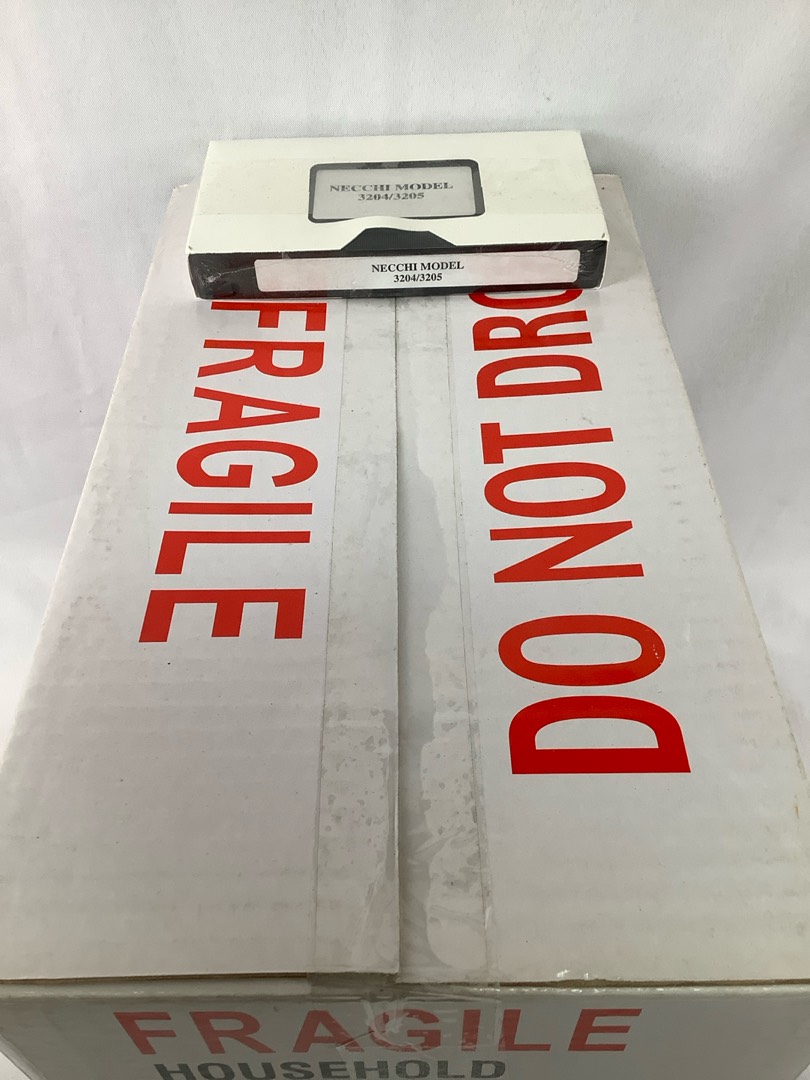 NECCHI MODEL
3204/3205
NECCHI MODEL
3204/3205
FRAGILE
DO NOT DRO
FRAGILE
HOUSEHOLD